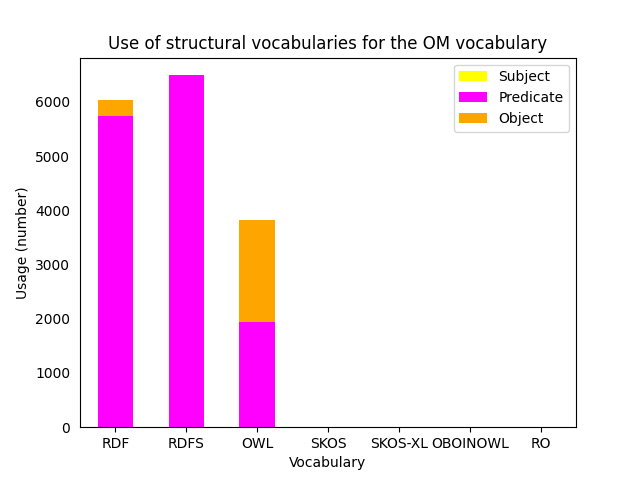 Use of structural vocabularies for the OM vocabulary
Subject
Predicate
Object
Usage (number)
6000
5000
4000
3000
2000
1000
0
RDF RDFS OWL SKOS SKOS-XL OBOINOWL RO
Vocabulary